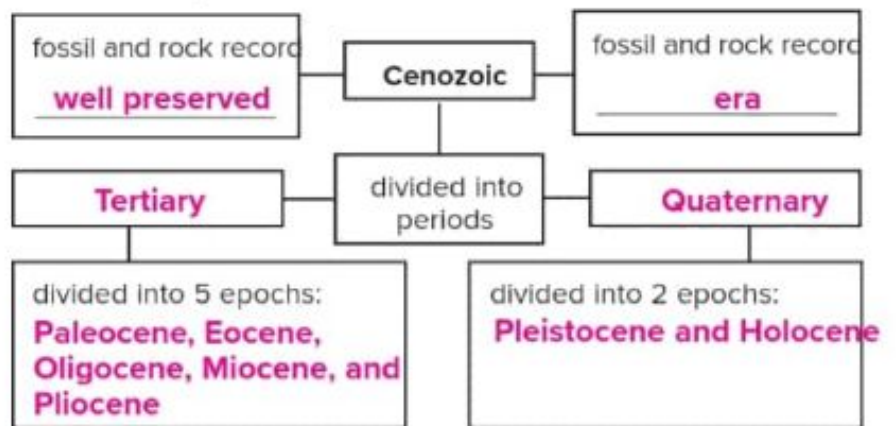 fossil and rock record
well preserved
Cenozoic
fossil and rock record
era
Tertiary
divided into
periods
Quaternary
divided into 5 epochs:
Paleocene, Eocene,
Oligocene, Miocene, and
Pliocene
divided into 2 epochs:
Pleistocene and Holocene